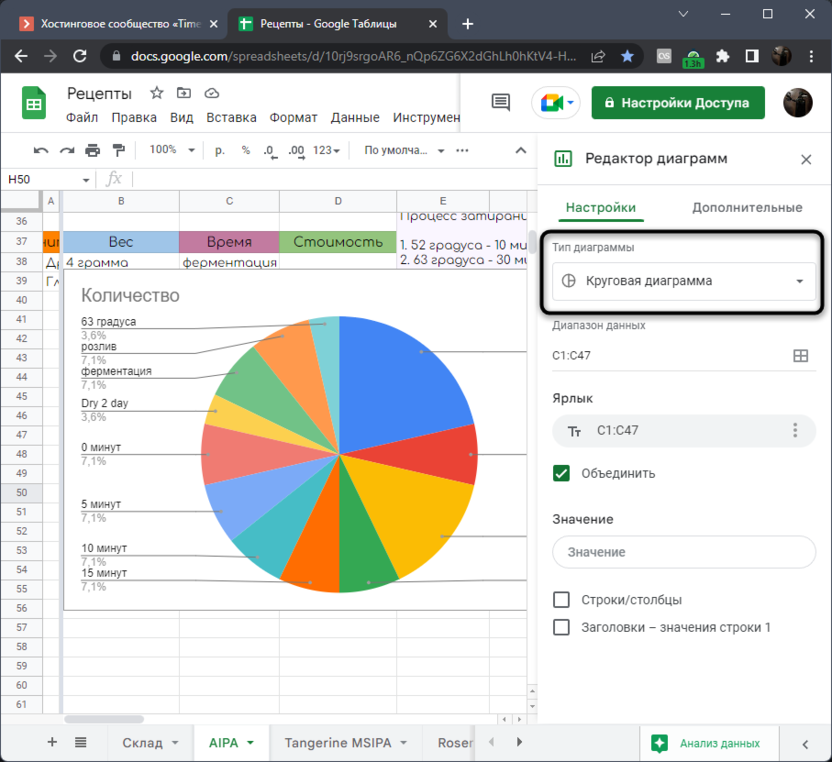 Хостинговое сообщество «Time
Рецепты - Google Таблицы
docs.google.com/spreadsheets/d/10rj9srgoAR6_nQp6ZG6X2dGhLh0hKtV4-H...
OS
1.3h
Рецепты
Файл Правка Вид Вставка Формат Данные Инструмен
Настройки Доступа
100% р. % .0 .00 123 По умолча...
H50
fx
A B C D E
36
37
38
39
40
41
42
43
44
45
46
47
48
49
50
51
52
53
54
55
56
57
58
59
60
61
Процесс затирани
Вес Время Стоимость
1. 52 градуса - 10 ми
4 грамма ферментация
2. 63 градуса - 30 ми
Количество
63 градуса
3,6%
розлив
7,1%
ферментация
7,1%
Dry 2 day
3,6%
0 минут
7,1%
5 минут
7,1%
10 минут
7,1%
15 минут
7,1%
Редактор диаграмм
Настройки Дополнительные
Тип диаграммы
Круговая диаграмма
Диапазон данных
C1:C47
Ярлык
Тт C1:C47
Объединить
Значение
Значение
Строки/столбцы
Заголовки – значения строки 1
Склад AIPA Tangerine MSIPA Roser
Анализ данных